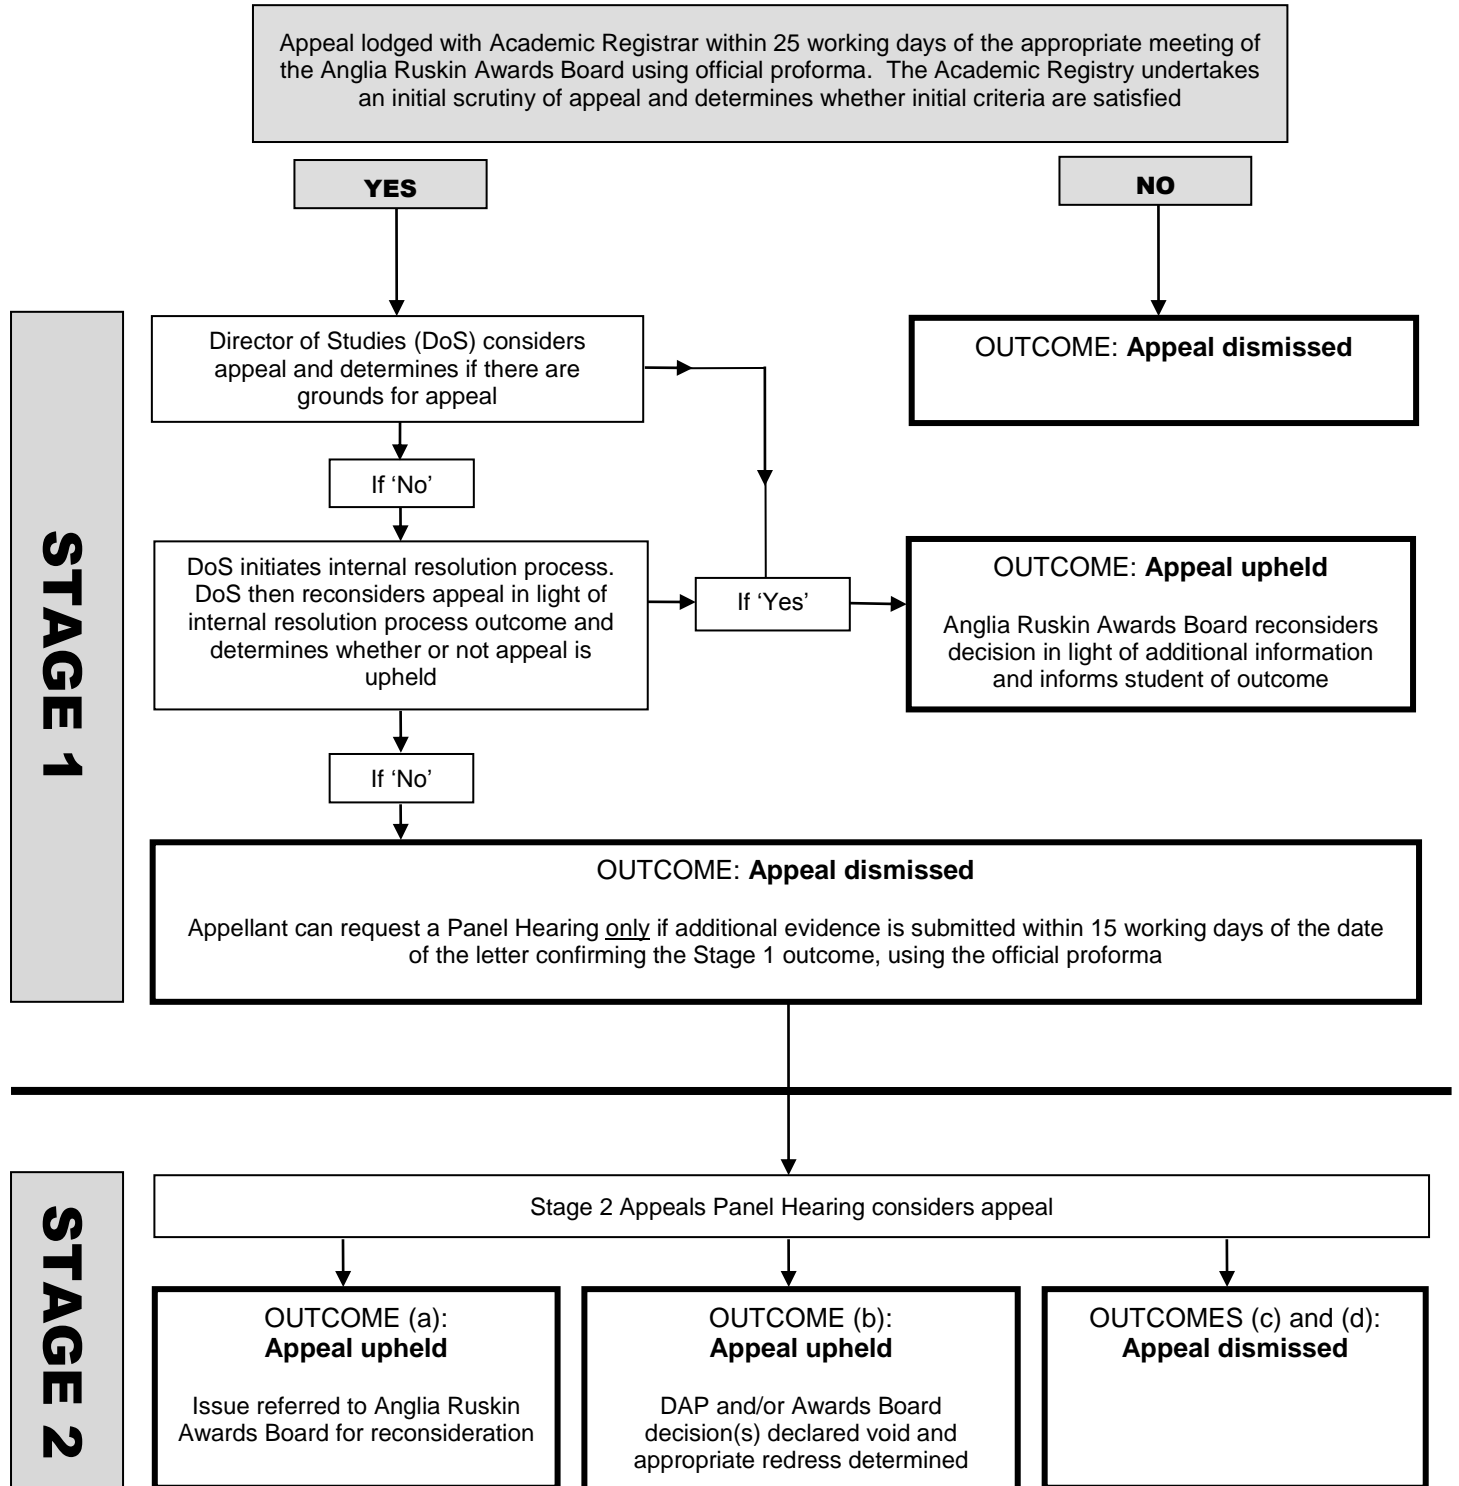 Appeal lodged with Academic Registrar within 25 working days of the appropriate meeting of
the Anglia Ruskin Awards Board using official proforma.  The Academic Registry undertakes
an initial scrutiny of appeal and determines whether initial criteria are satisfied
YES
NO
STAGE 1
Director of Studies (DoS) considers
appeal and determines if there are
grounds for appeal
OUTCOME: Appeal dismissed
If ‘No’
DoS initiates internal resolution process.
DoS then reconsiders appeal in light of
internal resolution process outcome and
determines whether or not appeal is
upheld
If ‘Yes’
OUTCOME: Appeal upheld
Anglia Ruskin Awards Board reconsiders
decision in light of additional information
and informs student of outcome
If ‘No’
OUTCOME: Appeal dismissed
Appellant can request a Panel Hearing only if additional evidence is submitted within 15 working days of the date
of the letter confirming the Stage 1 outcome, using the official proforma
STAGE 2
Stage 2 Appeals Panel Hearing considers appeal
OUTCOME (a):
Appeal upheld
Issue referred to Anglia Ruskin
Awards Board for reconsideration
OUTCOME (b):
Appeal upheld
DAP and/or Awards Board
decision(s) declared void and
appropriate redress determined
OUTCOMES (c) and (d):
Appeal dismissed